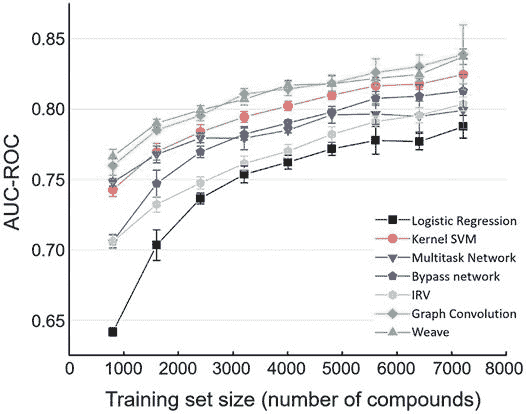 0.85
0.80
0.75
0.70
0.65
AUC-ROC
Logistic Regression
Kernel SVM
Multitask Network
Bypass network
IRV
Graph Convolution
Weave
0 1000 2000 3000 4000 5000 6000 7000 8000
Training set size (number of compounds)